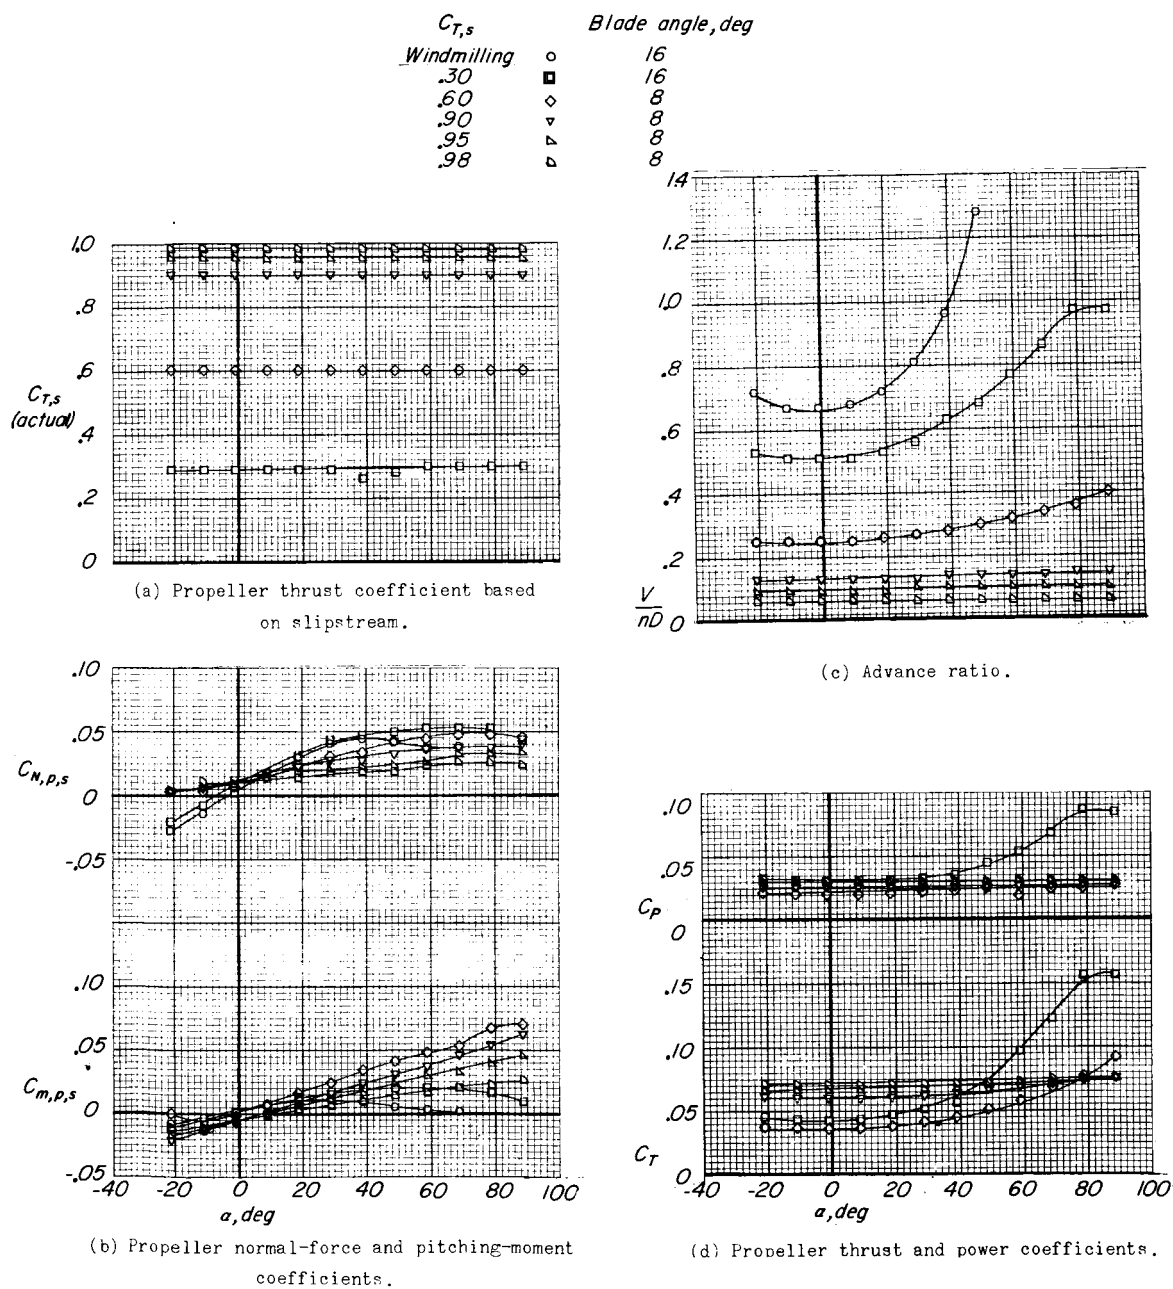 C_T,s Blade angle, deg
Windmilling ○ 16
.30 □ 16
.60 ◇ 8
.90 ▽ 8
.95 8
.98 8
1.0
.8
.6
.4
.2
0
C_T,s
(actual)
(a) Propeller thrust coefficient based
on slipstream.
1.4
1.2
1.0
.8
.6
.4
.2
0
V
nD
(c) Advance ratio.
.10
.05
0
-.05
C_N,p,s
.10
.05
0
-.05
C_m,p,s
-40 -20 0 20 40 60 80 100
α, deg
(b) Propeller normal-force and pitching-moment
coefficients.
.10
.05
0
C_P
.15
.10
.05
0
C_T
-40 -20 0 20 40 60 80 100
α, deg
(d) Propeller thrust and power coefficients.